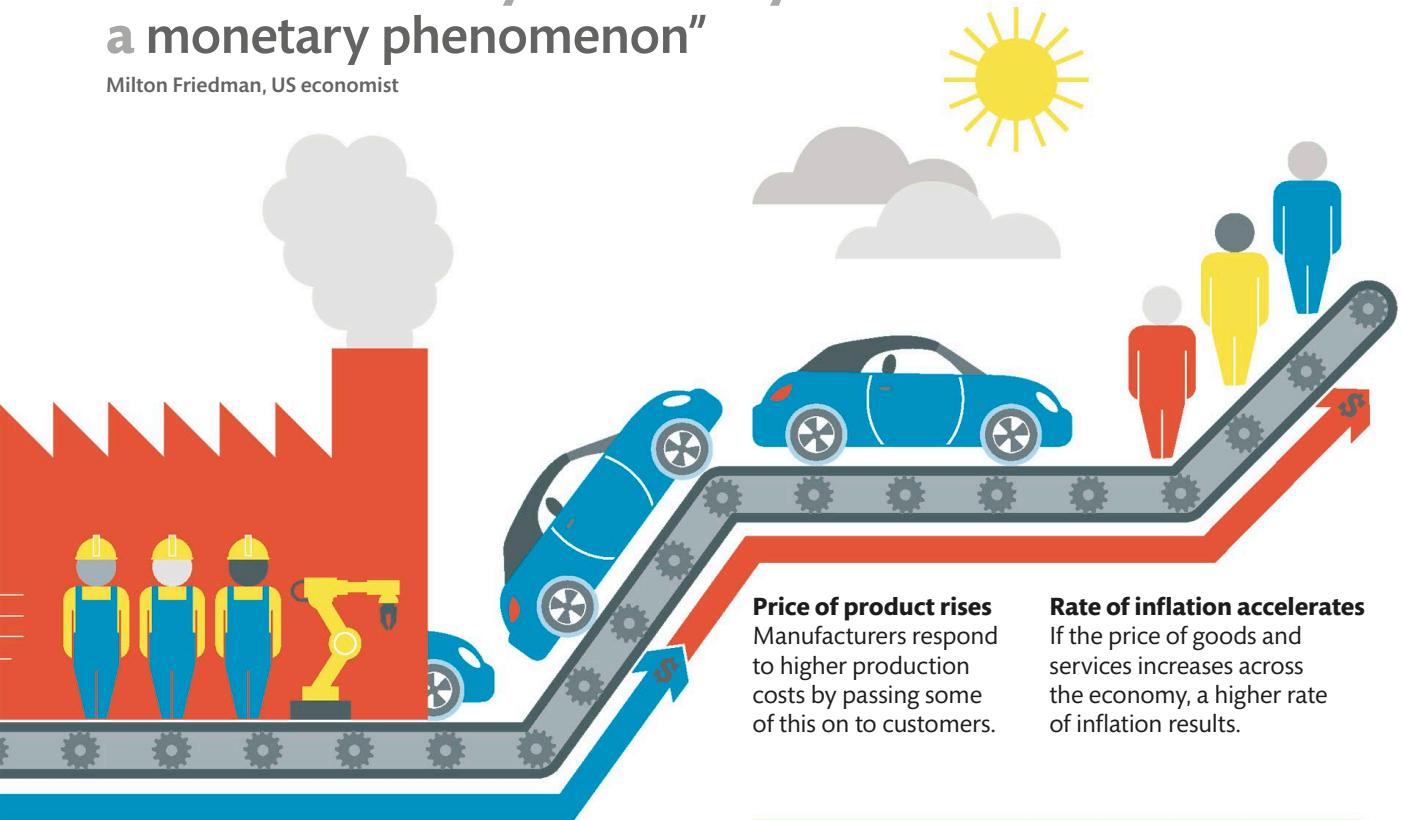 a monetary phenomenon”
Milton Friedman, US economist
$
$
Price of product rises
Manufacturers respond
to higher production
costs by passing some
of this on to customers.
Rate of inflation accelerates
If the price of goods and
services increases across
the economy, a higher rate
of inflation results.